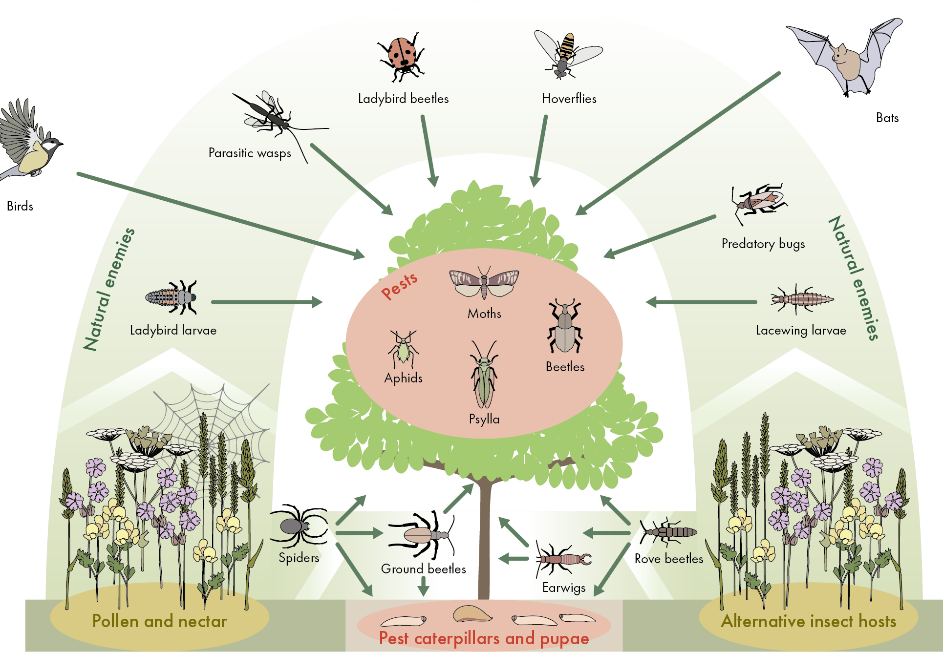 Ladybird beetles
Hoverflies
Bats
Parasitic wasps
Birds
Predatory bugs
Natural enemies
Natural enemies
Pests
Moths
Ladybird larvae
Lacewing larvae
Aphids
Beetles
Psylla
Spiders
Ground beetles
Earwigs
Rove beetles
Pollen and nectar
Pest caterpillars and pupae
Alternative insect hosts